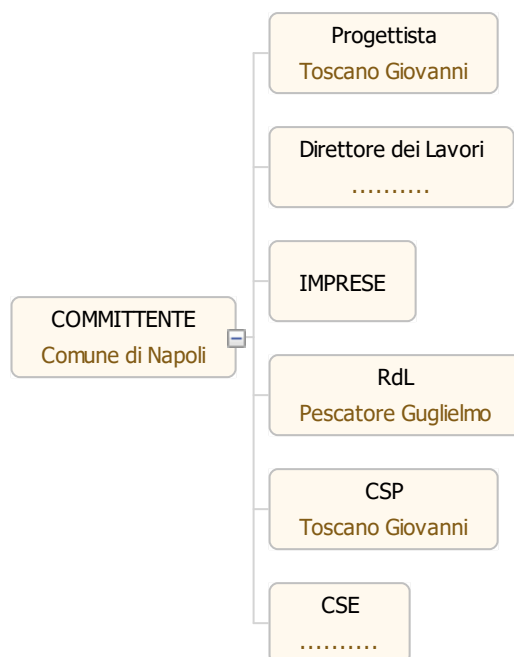 Progettista
Toscano Giovanni
Direttore dei Lavori
..........
IMPRESE
COMMITTENTE
Comune di Napoli
RdL
Pescatore Guglielmo
CSP
Toscano Giovanni
CSE
..........